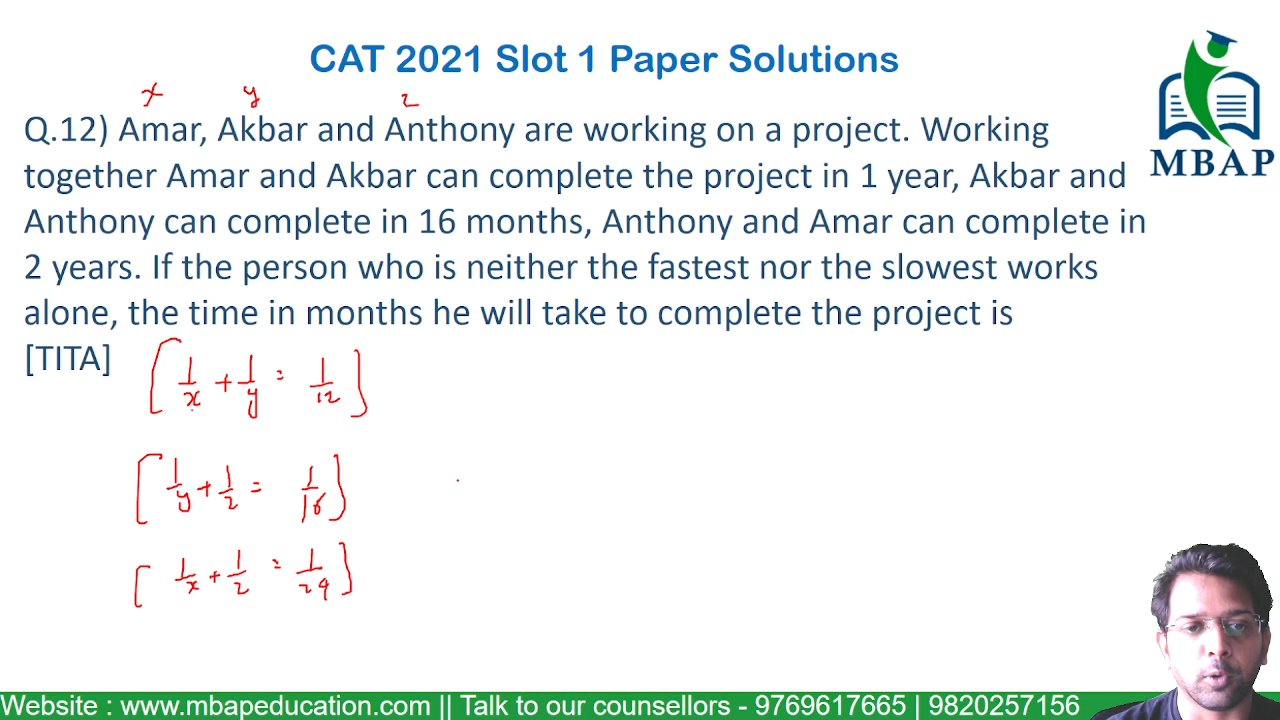 CAT 2021 Slot 1 Paper Solutions
x y z
Q.12) Amar, Akbar and Anthony are working on a project. Working
together Amar and Akbar can complete the project in 1 year, Akbar and
Anthony can complete in 16 months, Anthony and Amar can complete in
2 years. If the person who is neither the fastest nor the slowest works
alone, the time in months he will take to complete the project is
[TITA]
[1/x + 1/y = 1/12]
[1/y + 1/z = 1/16]
[1/x + 1/z = 1/24]
MBAP
Website : www.mbapeducation.com || Talk to our counsellors - 9769617665 | 9820257156